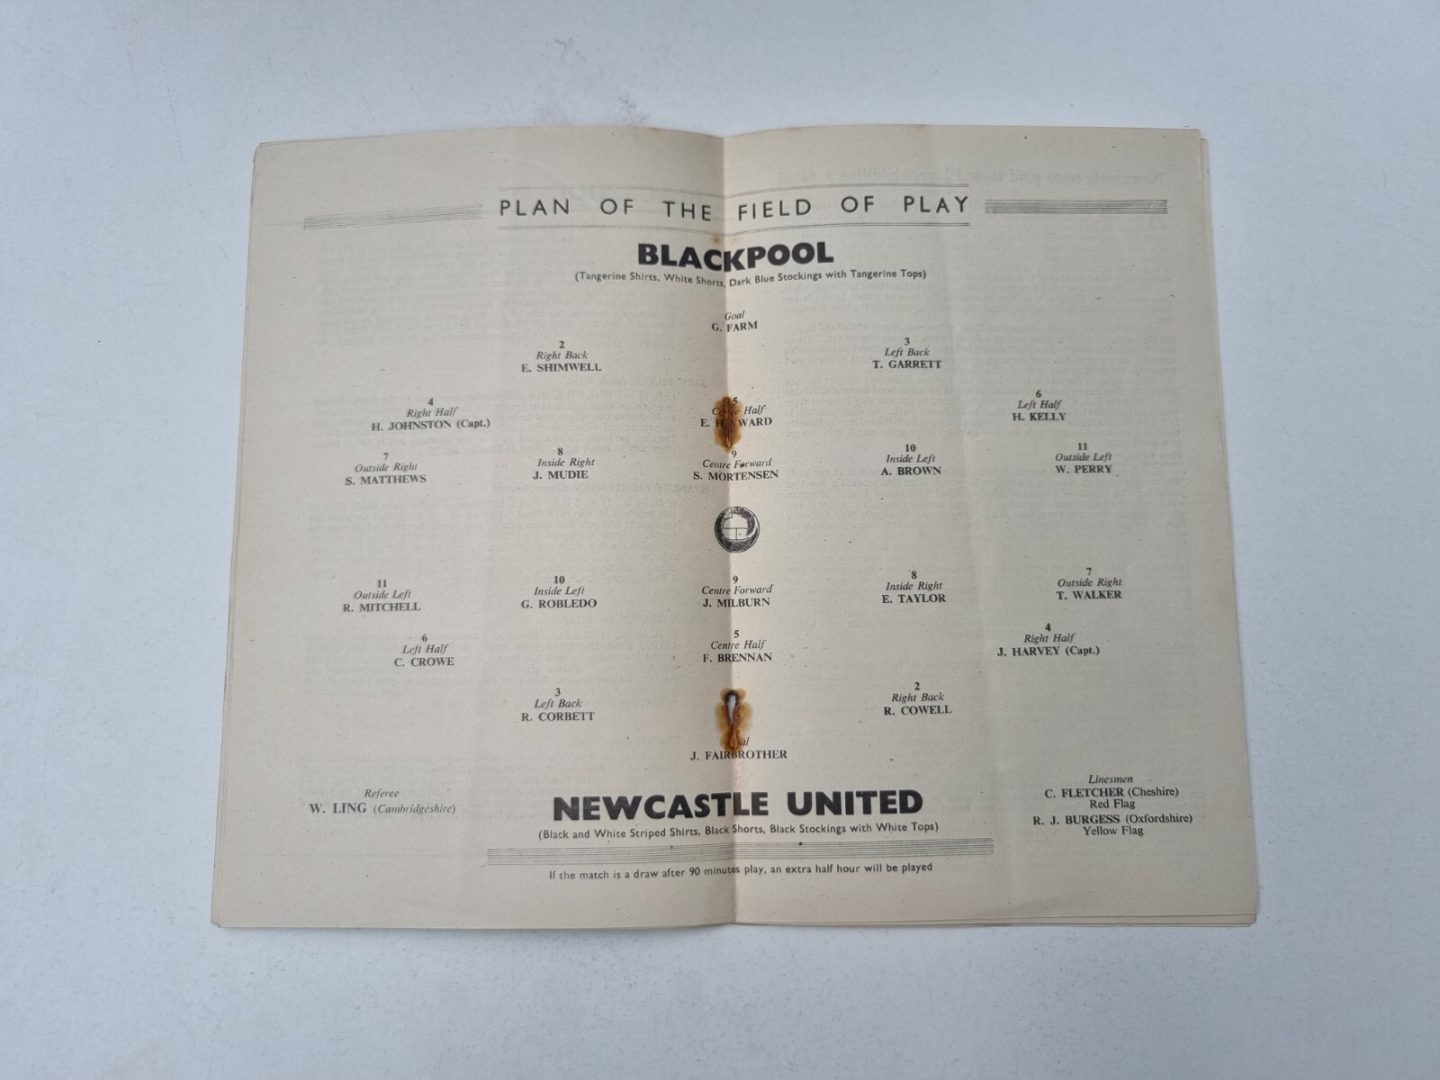 PLAN OF THE FIELD OF PLAY
BLACKPOOL
(Tangerine Shirts, White Shorts, Dark Blue Stockings with Tangerine Tops)
Goal
G. FARM
2
Right Back
E. SHIMWELL
3
Left Back
T. GARRETT
4
Right Half
H. JOHNSTON (Capt.)
5
Half
E.
6
Left Half
H. KELLY
7
Outside Right
S. MATTHEWS
8
Inside Right
J. MUDIE
9
Centre Forward
S. MORTENSEN
10
Inside Left
A. BROWN
11
Outside Left
W. PERRY
11
Outside Left
R. MITCHELL
10
Inside Left
G. ROBLEDO
9
Centre Forward
J. MILBURN
8
Inside Right
E. TAYLOR
7
Outside Right
T. WALKER
6
Left Half
C. CROWE
5
Centre Half
F. BRENNAN
4
Right Half
J. HARVEY (Capt.)
3
Left Back
R. CORBETT
2
Right Back
R. COWELL
J. FAIRBROTHER
Referee
W. LING (Cambridgeshire)
NEWCASTLE UNITED
(Black and White Striped Shirts, Black Shorts, Black Stockings with White Tops)
Linesmen
C. FLETCHER (Cheshire)
Red Flag
R. J. BURGESS (Oxfordshire)
Yellow Flag
If the match is a draw after 90 minutes play, an extra half hour will be played